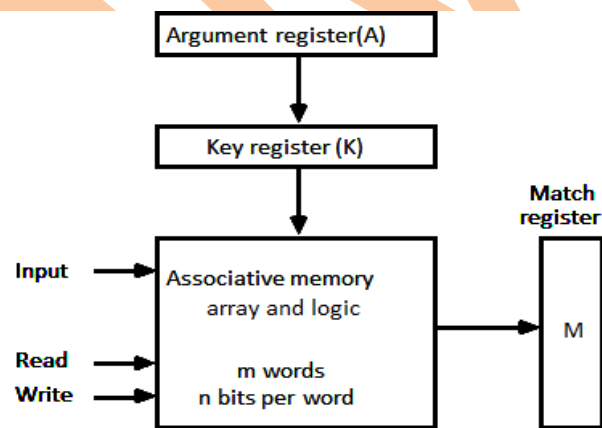 Argument register(A)
Key register (K)
Match
register
Input
Associative memory
array and logic
M
Read
m words
Write
n bits per word